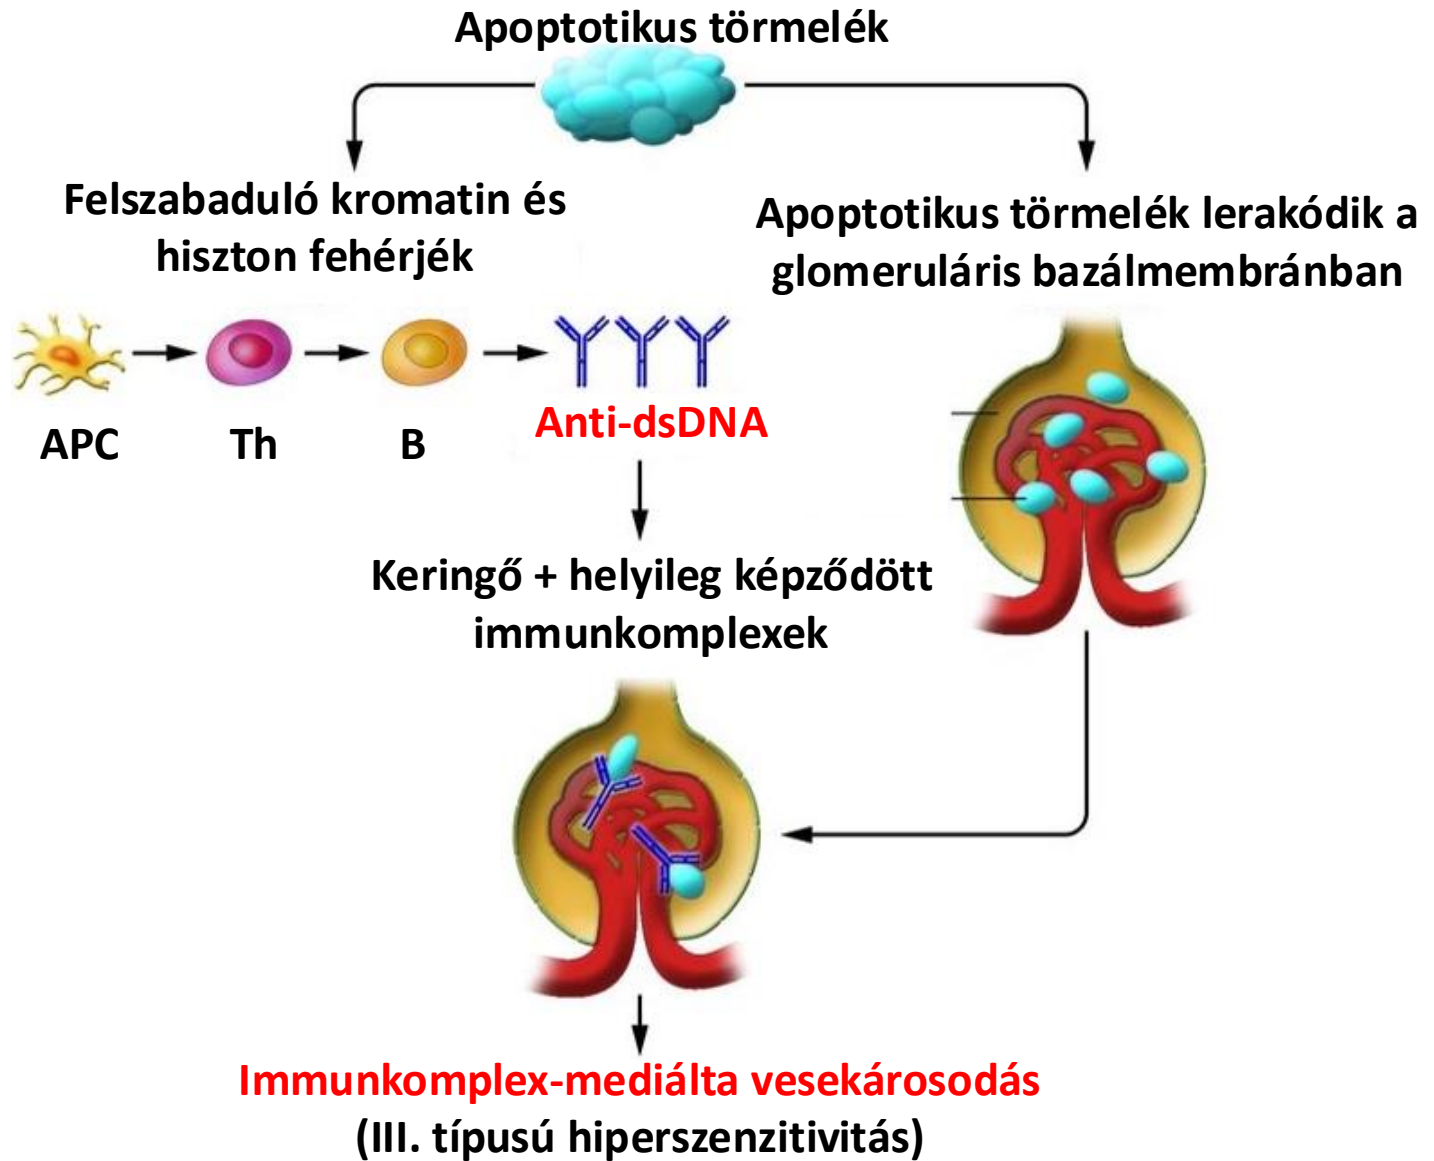 Apoptotikus törmelék
Felszabaduló kromatin és
hiszton fehérjék
Apoptotikus törmelék lerakódik a
glomeruláris bazálmembránban
APC
Th
B
Anti-dsDNA
Keringő + helyileg képződött
immunkomplexek
Immunkomplex-mediálta vesekárosodás
(III. típusú hiperszenzitivitás)